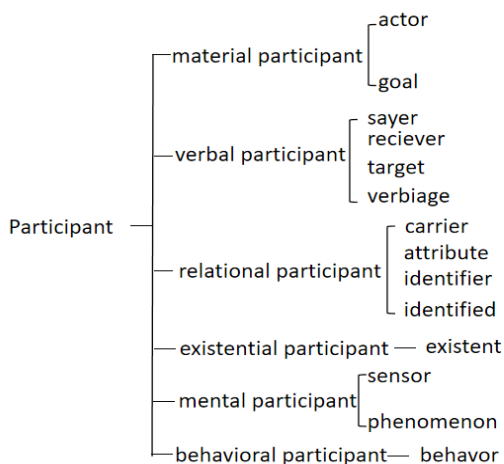 actor
material participant
goal
sayer
reciever
verbal participant
target
verbiage
Participant
carrier
attribute
relational participant
identifier
identified
existential participant
existent
sensor
mental participant
phenomenon
behavioral participant
behavor